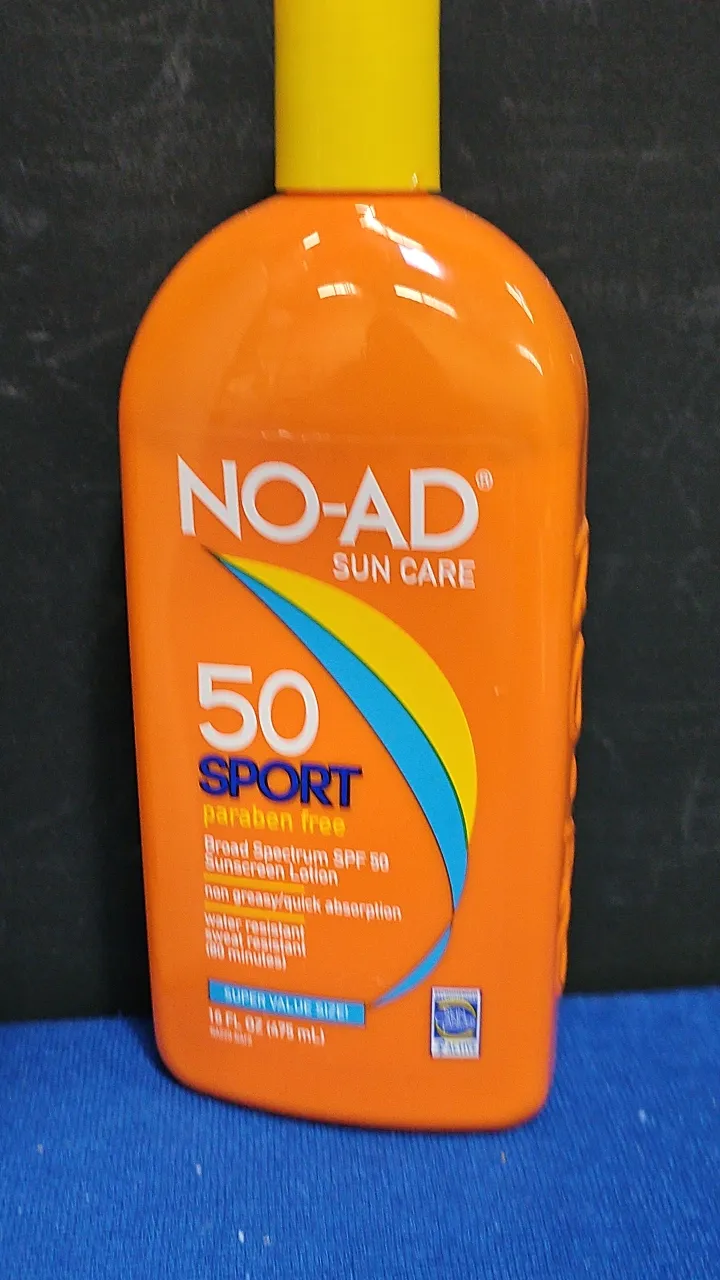 NO-AD®
SUN CARE
50
SPORT
paraben free
Broad Spectrum SPF 50
Sunscreen Lotion
non greasy/quick absorption
water resistant
sweat resistant
(80 minutes)
SUPER VALUE SIZE!
16 FL OZ (475 mL)